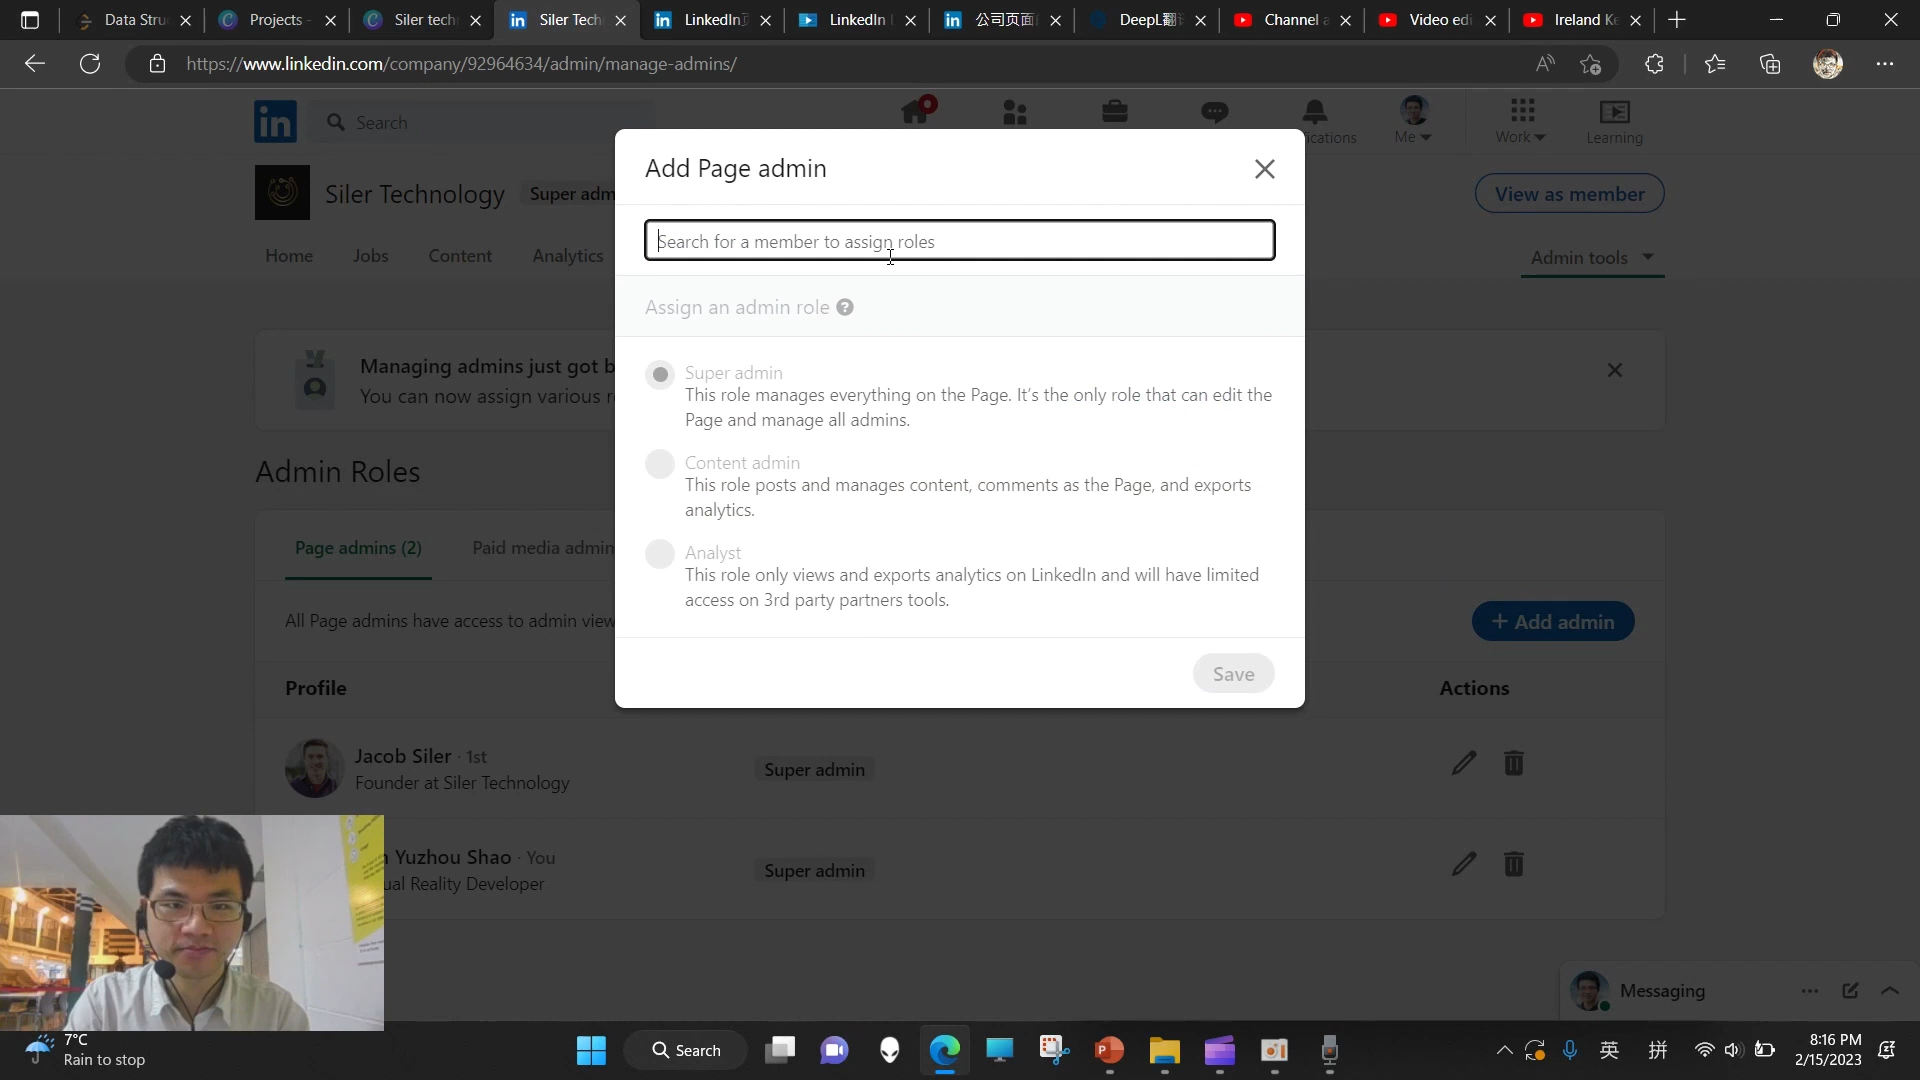 Data Stru
Projects -
Siler tech
Siler Tech
LinkedIn
LinkedIn
公司页面
DeepL翻
Channel a
Video edi
Ireland Ke
https://www.linkedin.com/company/92964634/admin/manage-admins/
in
Search
ications
Me
Work
Learning
Siler Technology
Super adm
View as member
Home
Jobs
Content
Analytics
Admin tools
Add Page admin
Search for a member to assign roles
Assign an admin role
Super admin
This role manages everything on the Page. It's the only role that can edit the
Page and manage all admins.
Content admin
This role posts and manages content, comments as the Page, and exports
analytics.
Analyst
This role only views and exports analytics on LinkedIn and will have limited
access on 3rd party partners tools.
Save
Managing admins just got b
You can now assign various r
Admin Roles
Page admins (2)
Paid media admin
All Page admins have access to admin view
+ Add admin
Profile
Actions
Jacob Siler · 1st
Founder at Siler Technology
Super admin
Yuzhou Shao · You
ual Reality Developer
Super admin
Messaging
7°C
Rain to stop
Search
英
拼
8:16 PM
2/15/2023